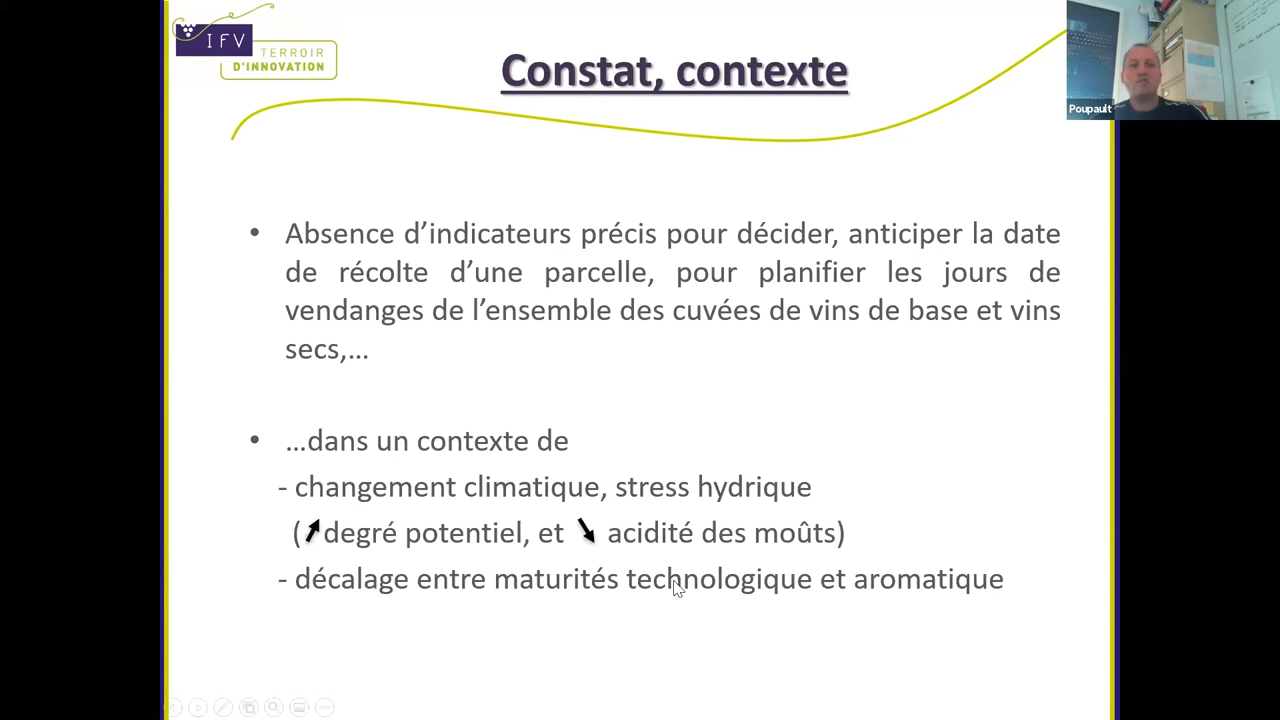 IFV
TERROIR
D'INNOVATION
Constat, contexte
Poupault
• Absence d’indicateurs précis pour décider, anticiper la date
de récolte d’une parcelle, pour planifier les jours de
vendanges de l’ensemble des cuvées de vins de base et vins
secs,…
• …dans un contexte de
- changement climatique, stress hydrique
(↗degré potentiel, et ↘ acidité des moûts)
- décalage entre maturités technologique et aromatique